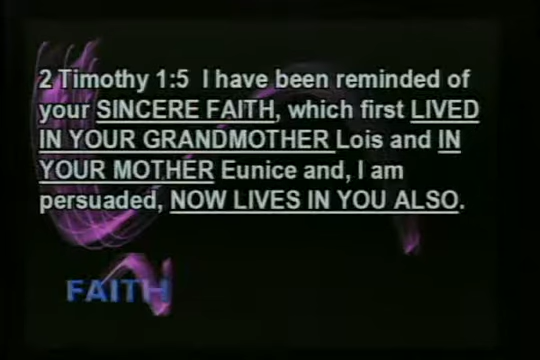 2 Timothy 1:5 I have been reminded of
your SINCERE FAITH, which first LIVED
IN YOUR GRANDMOTHER Lois and IN
YOUR MOTHER Eunice and, I am
persuaded, NOW LIVES IN YOU ALSO.
FAITH